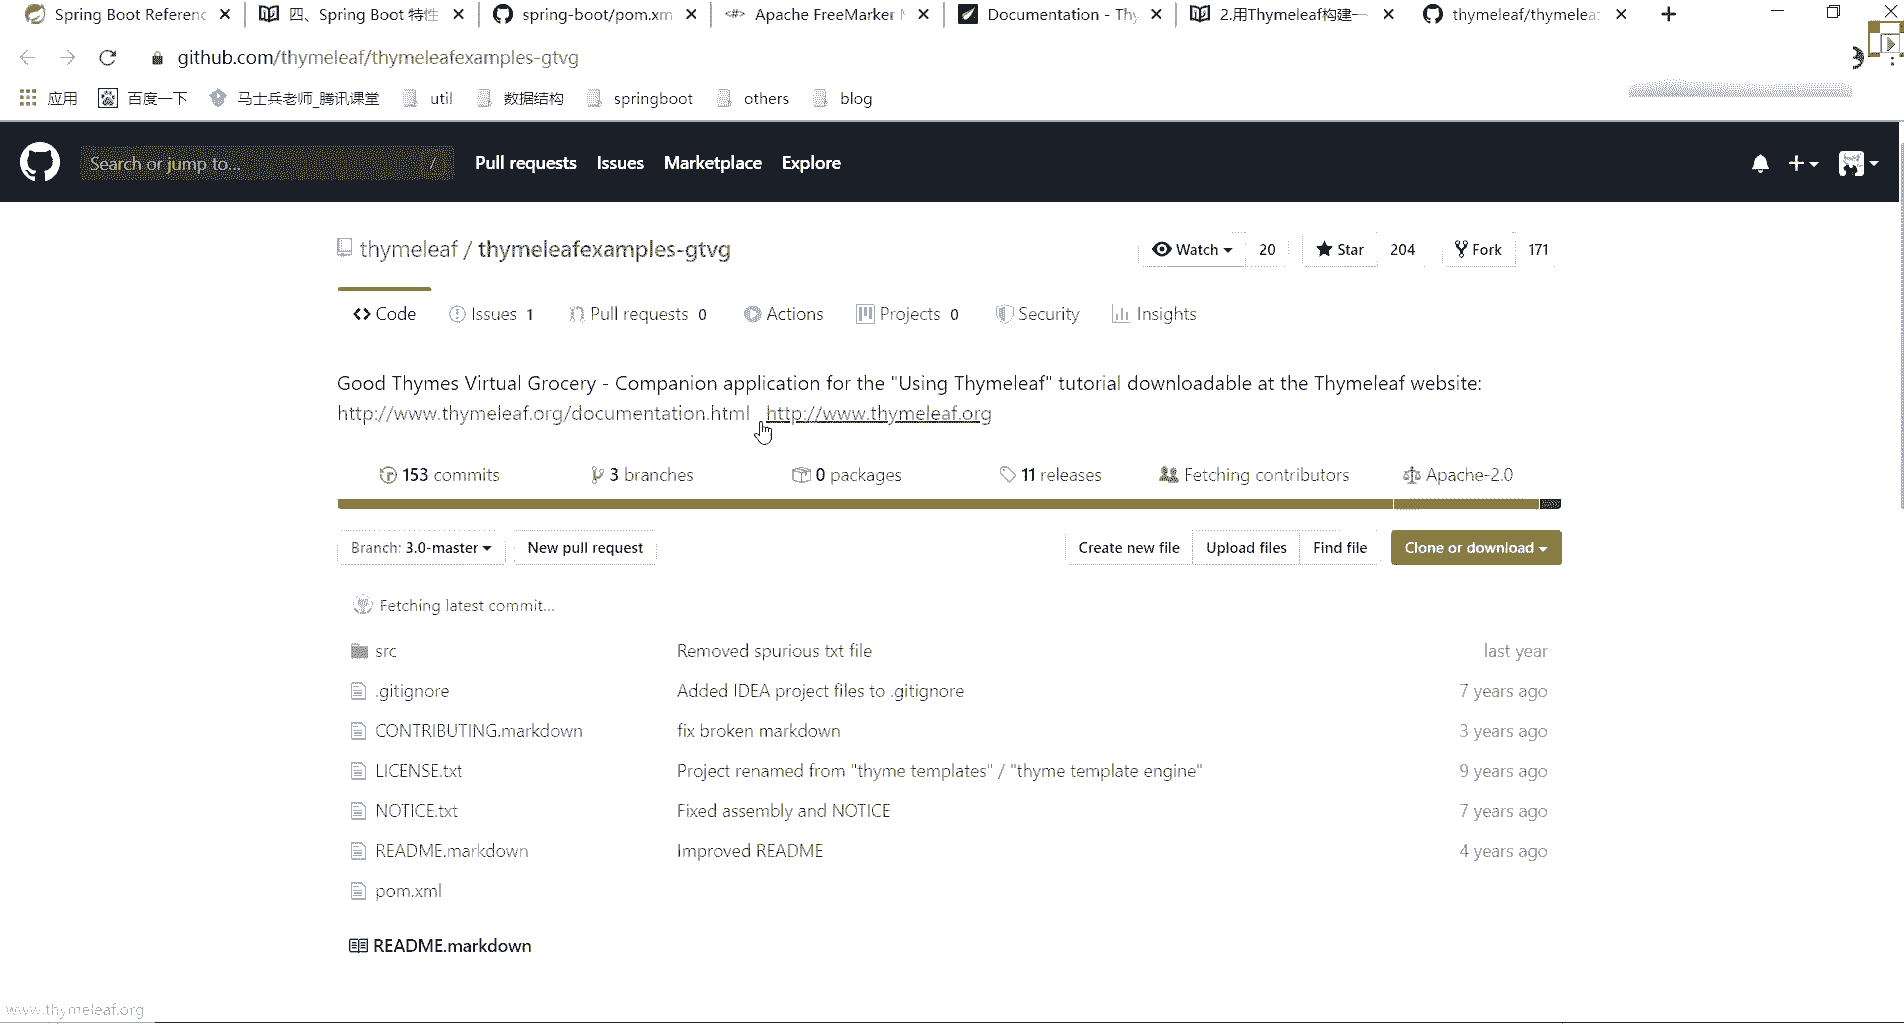 Spring Boot Referenc
四、Spring Boot 特性
spring-boot/pom.xm
Apache FreeMarker
Documentation - Thy
2.用Thymeleaf构建一
thymeleaf/thymeleaf
github.com/thymeleaf/thymeleafexamples-gtvg
应用
百度一下
马士兵老师_腾讯课堂
util
数据结构
springboot
others
blog
Search or jump to... /
Pull requests Issues Marketplace Explore
thymeleaf / thymeleafexamples-gtvg
Watch 20
Star 204
Fork 171
Code
Issues 1
Pull requests 0
Actions
Projects 0
Security
Insights
Good Thymes Virtual Grocery - Companion application for the "Using Thymeleaf" tutorial downloadable at the Thymeleaf website:
http://www.thymeleaf.org/documentation.html http://www.thymeleaf.org
153 commits
3 branches
0 packages
11 releases
Fetching contributors
Apache-2.0
Branch: 3.0-master
New pull request
Create new file
Upload files
Find file
Clone or download
Fetching latest commit...
src Removed spurious txt file last year
.gitignore Added IDEA project files to .gitignore 7 years ago
CONTRIBUTING.markdown fix broken markdown 3 years ago
LICENSE.txt Project renamed from "thyme templates" / "thyme template engine" 9 years ago
NOTICE.txt Fixed assembly and NOTICE 7 years ago
README.markdown Improved README 4 years ago
pom.xml
README.markdown
www.thymeleaf.org